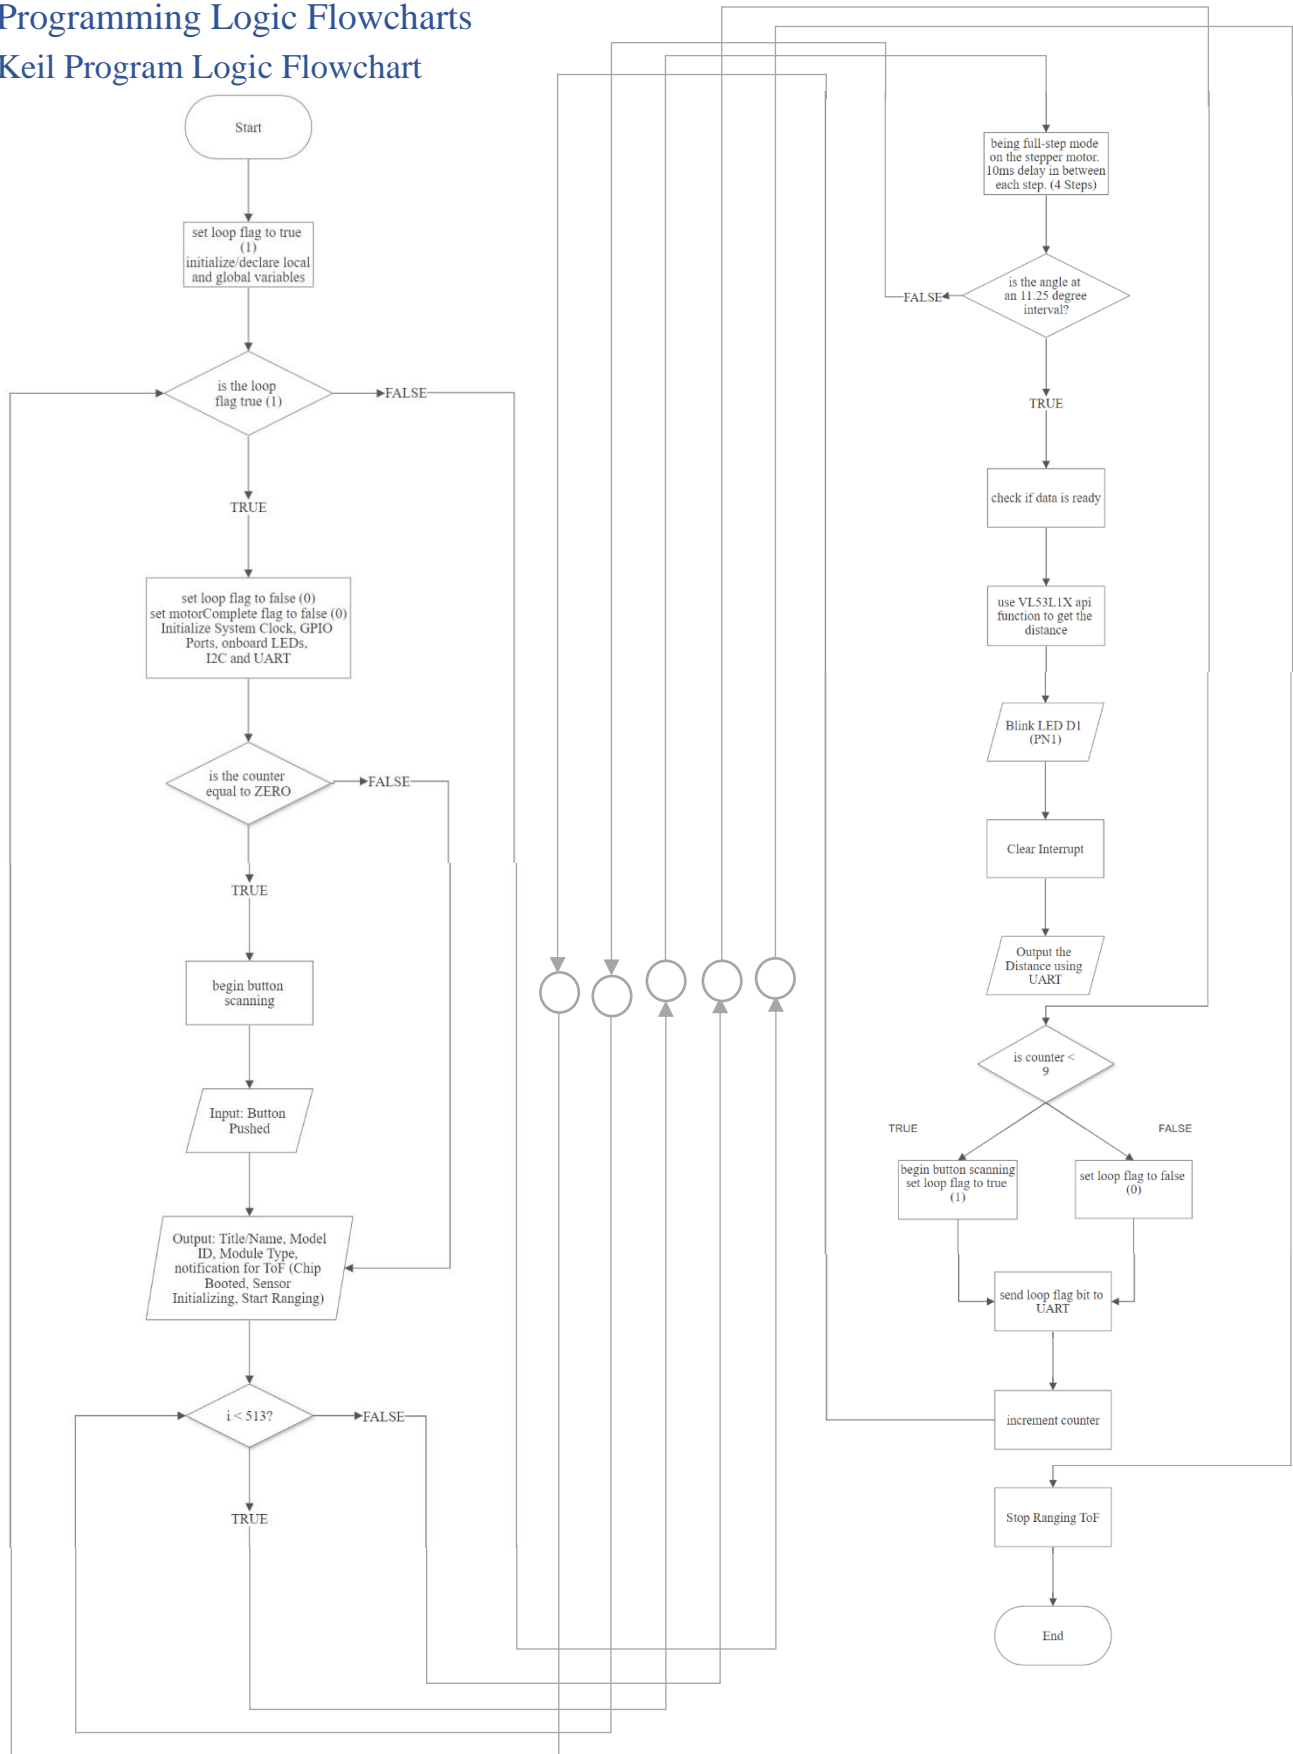 Programming Logic Flowcharts
Keil Program Logic Flowchart
Start
set loop flag to true
(1)
initialize/declare local
and global variables
is the loop
flag true (1)
FALSE
TRUE
set loop flag to false (0)
set motorComplete flag to false (0)
Initialize System Clock, GPIO
Ports, onboard LEDs,
I2C and UART
is the counter
equal to ZERO
FALSE
TRUE
begin button
scanning
Input: Button
Pushed
Output: Title/Name, Model
ID, Module Type,
notification for ToF (Chip
Booted, Sensor
Initializing, Start Ranging)
i < 513?
FALSE
TRUE
being full-step mode
on the stepper motor.
10ms delay in between
each step. (4 Steps)
is the angle at
an 11.25 degree
interval?
FALSE
TRUE
check if data is ready
use VL53L1X api
function to get the
distance
Blink LED D1
(PN1)
Clear Interrupt
Output the
Distance using
UART
is counter <
9
TRUE
FALSE
begin button scanning
set loop flag to true
(1)
set loop flag to false
(0)
send loop flag bit to
UART
increment counter
Stop Ranging ToF
End